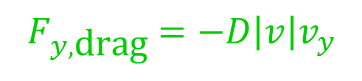 F_{y,drag} = −D|v|v_y